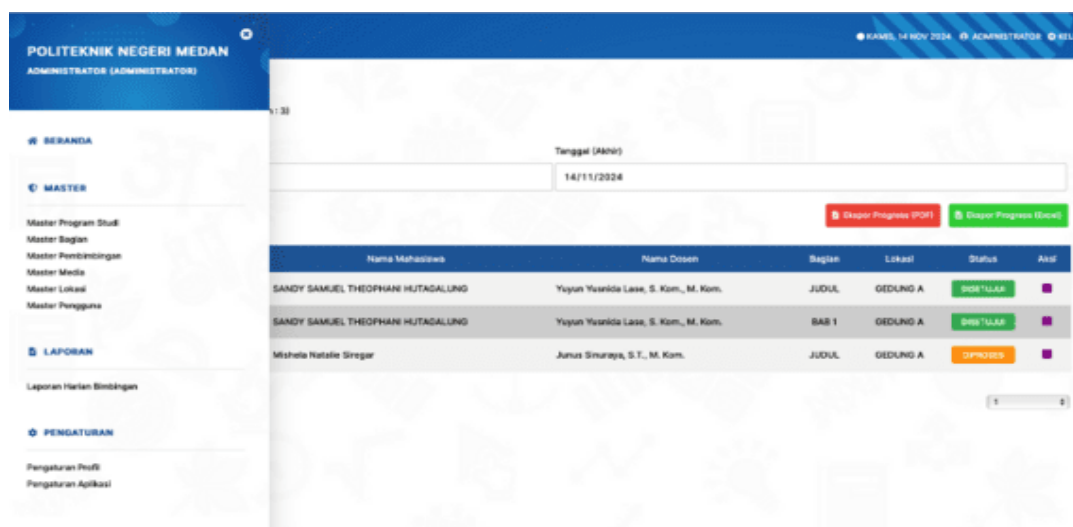 POLITEKNIK NEGERI MEDAN
ADMINISTRATOR (ADMINISTRATOR)
BERANDA
MASTER
Master Program Studi
Master Bagian
Master Pembimbingan
Master Media
Master Lokasi
Master Pengguna
LAPORAN
Laporan Harian Bimbingan
PENGATURAN
Pengaturan Profil
Pengaturan Aplikasi
KAMIS, 14 NOV 2024 ADMINISTRATOR KEL
: 3)
Tanggal (Akhir)
14/11/2024
Ekspor Progress (PDF) Ekspor Progress (Excel)
Nama Mahasiswa Nama Dosen Bagian Lokasi Status Aksi
SANDY SAMUEL THEOPHANI HUTAGALUNG Yuyun Yusnida Lase, S. Kom., M. Kom. JUDUL GEDUNG A DISETUJUI
SANDY SAMUEL THEOPHANI HUTAGALUNG Yuyun Yusnida Lase, S. Kom., M. Kom. BAB 1 GEDUNG A DISETUJUI
Mishela Natalie Siregar Junus Sinuraya, S.T., M. Kom. JUDUL GEDUNG A DIPROSES
1